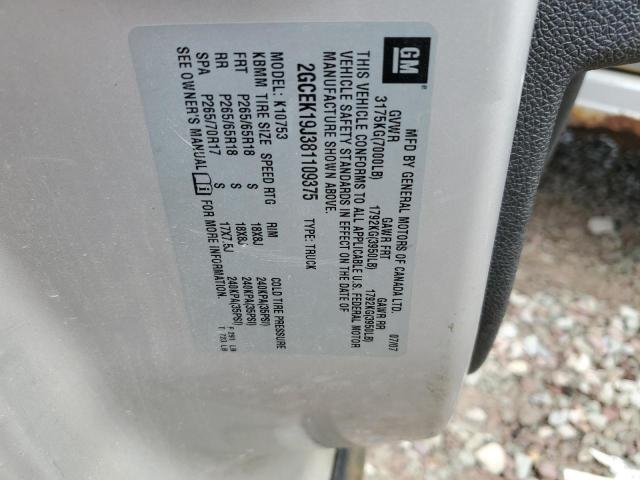 GM
MFD BY GENERAL MOTORS OF CANADA LTD. 07/07
GVWR GAWR FRT GAWR RR
3175KG(7000LB) 1792KG(3950LB) 1792KG(3950LB)
THIS VEHICLE CONFORMS TO ALL APPLICABLE U.S. FEDERAL MOTOR
VEHICLE SAFETY STANDARDS IN EFFECT ON THE DATE OF
MANUFACTURE SHOWN ABOVE.
2GCEK19J381109375 TYPE: TRUCK
MODEL: K10753
KBMM TIRE SIZE SPEED RTG RIM COLD TIRE PRESSURE
FRT P265/65R18 S 18X8J 240KPA(35PSI)
RR P265/65R18 S 18X8J 240KPA(35PSI)
SPA P265/70R17 S 17X7.5J 240KPA(35PSI)
SEE OWNER'S MANUAL FOR MORE INFORMATION. F 291 LB
T 723 LB